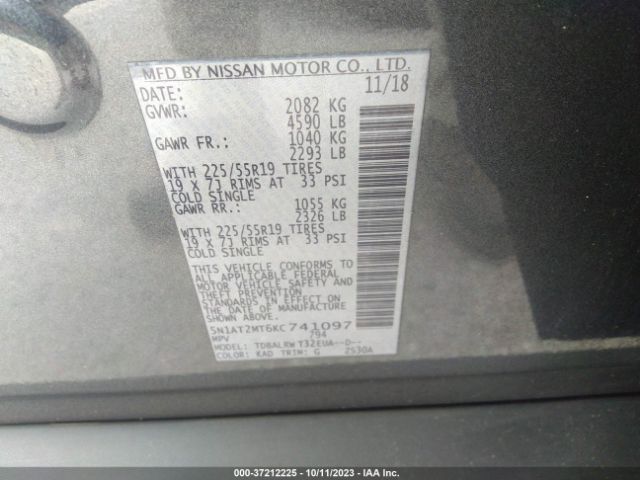 MFD BY NISSAN MOTOR CO., LTD.
DATE: 11/18
GVWR: 2082 KG
4590 LB
GAWR FR.: 1040 KG
2293 LB
WITH 225/55R19 TIRES
19 X 7J RIMS AT 33 PSI
COLD SINGLE
GAWR RR.: 1055 KG
2326 LB
WITH 225/55R19 TIRES
19 X 7J RIMS AT 33 PSI
COLD SINGLE
THIS VEHICLE CONFORMS TO
ALL APPLICABLE FEDERAL
MOTOR VEHICLE SAFETY AND
THEFT PREVENTION
STANDARDS IN EFFECT ON
THE DATE OF MANUFACTURE
SHOWN ABOVE.
5N1AT2MT6KC741097
MPV 794
MODEL: TDBALRWT32EUA--D--
COLOR: KAD TRIM: G 2S30A
000-37212225 - 10/11/2023 - IAA Inc.